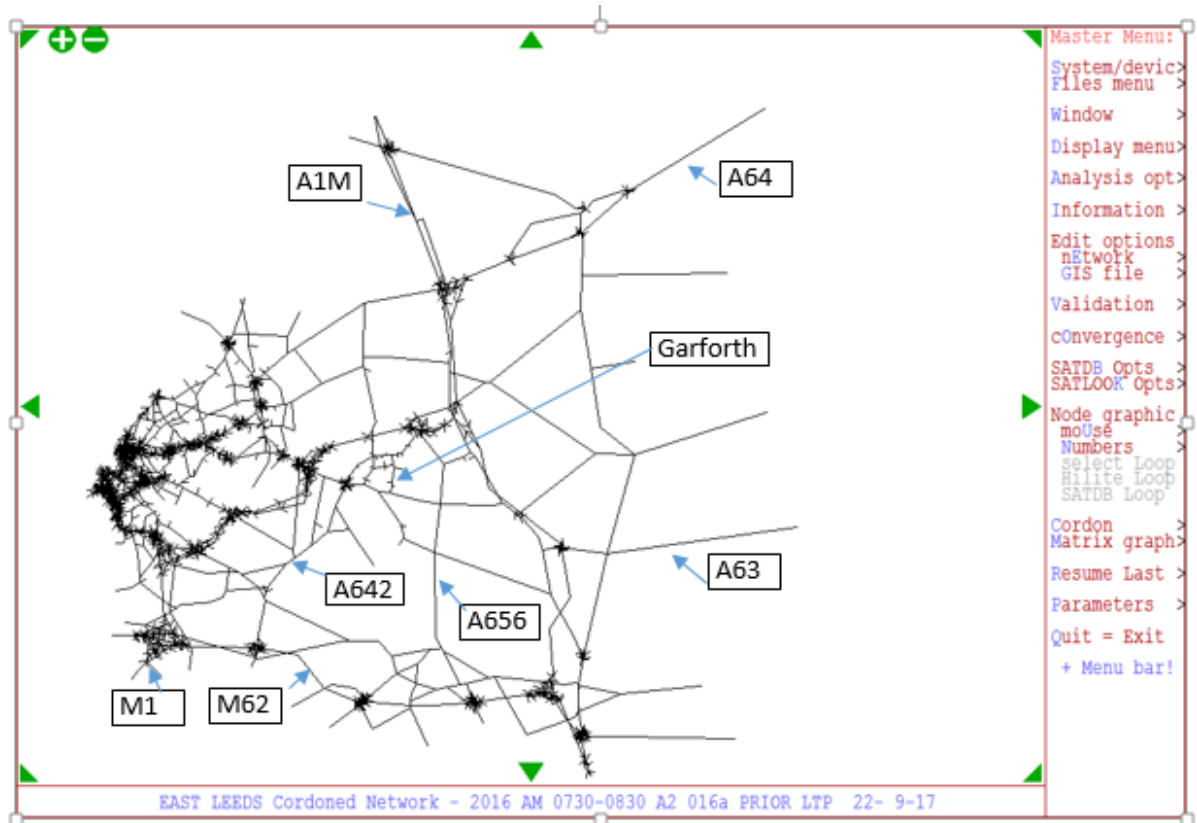 Master Menu:
System/devic>
Files menu >
Window >
Display menu>
Analysis opt>
Information >
Edit options
nEtwork >
GIS file >
Validation >
cOnvergence >
SATDB Opts >
SATLOOK Opts>
Node graphic
moUse >
Numbers >
select Loop
Hilite Loop
SATDB Loop
Cordon >
Matrix graph>
Resume Last >
Parameters >
Quit = Exit
+ Menu bar!
A1M
A64
Garforth
A63
A642
A656
M1
M62
EAST LEEDS Cordoned Network - 2016 AM 0730-0830 A2 016a PRIOR LTP 22- 9-17